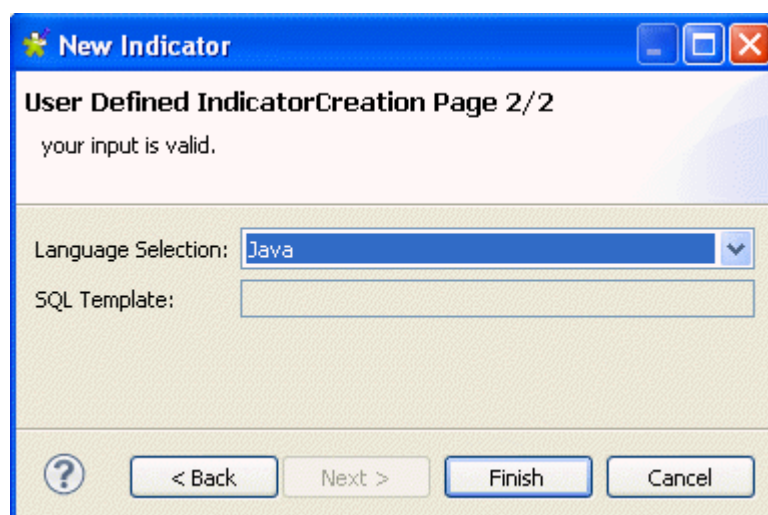 New Indicator
User Defined IndicatorCreation Page 2/2
your input is valid.
Language Selection: Java
SQL Template:
? < Back Next > Finish Cancel